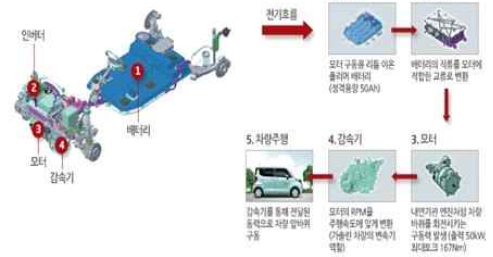 인버터
2
1
배터리
3
4
모터
감속기
전기흐름
모터 구동용 리튬 이온
폴리머 배터리
(정격용량 50Ah)
배터리의 직류를 모터에
적합한 교류로 변환
5. 차량주행
4. 감속기
3. 모터
감속기를 통해 전달된
동력으로 차량 앞바퀴
구동
모터의 RPM을
주행속도에 맞게 변환
(가솔린 차량의 변속기
역할)
내연기관 엔진처럼 차량
바퀴를 회전시키는
구동력 발생 (출력 50kW,
최대토크 167Nm)